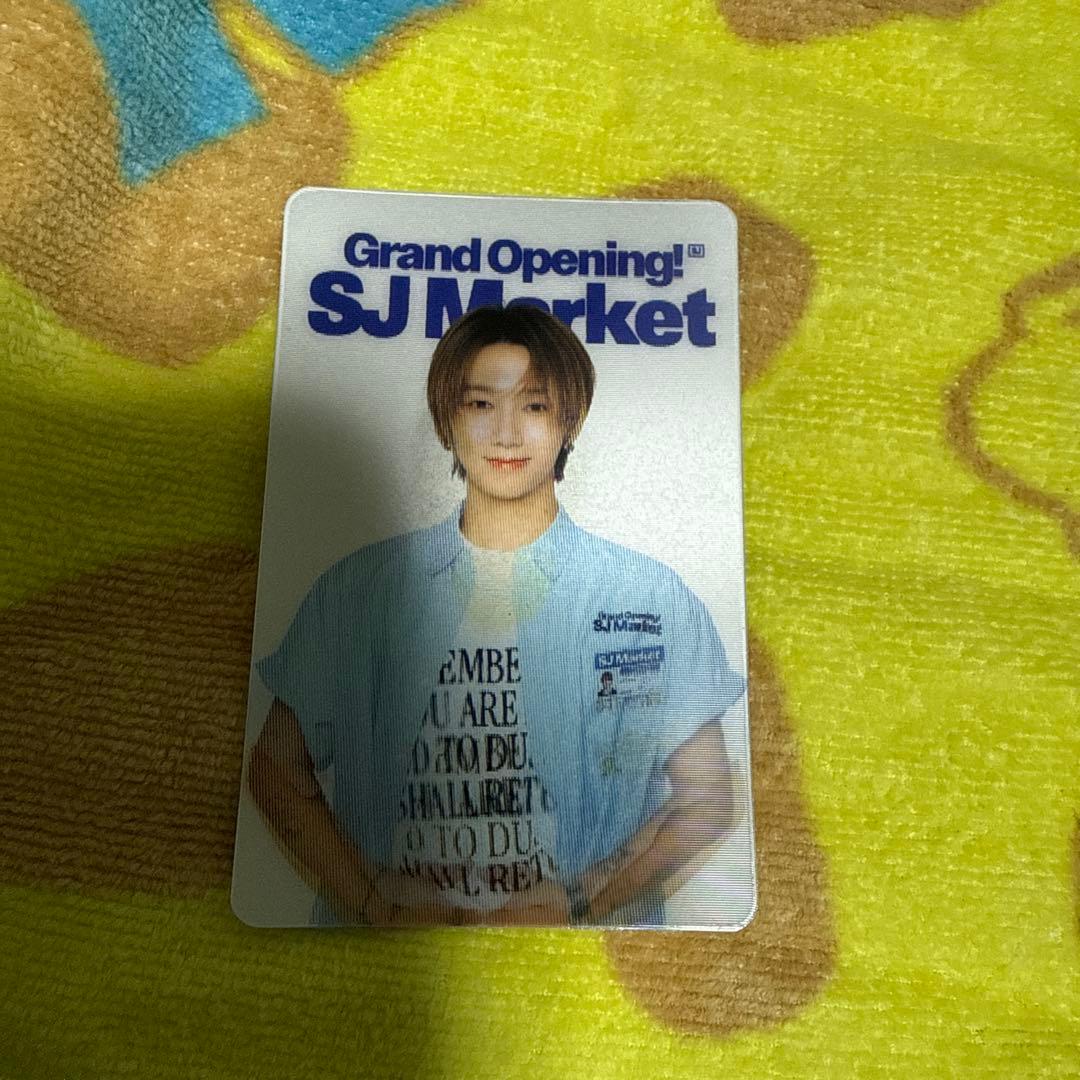 Grand Opening!
SJ Market
Grand Opening!
SJ Market
SJ Market
EMBE
U ARE
TO DU
SHALL RET
TO DU
RET